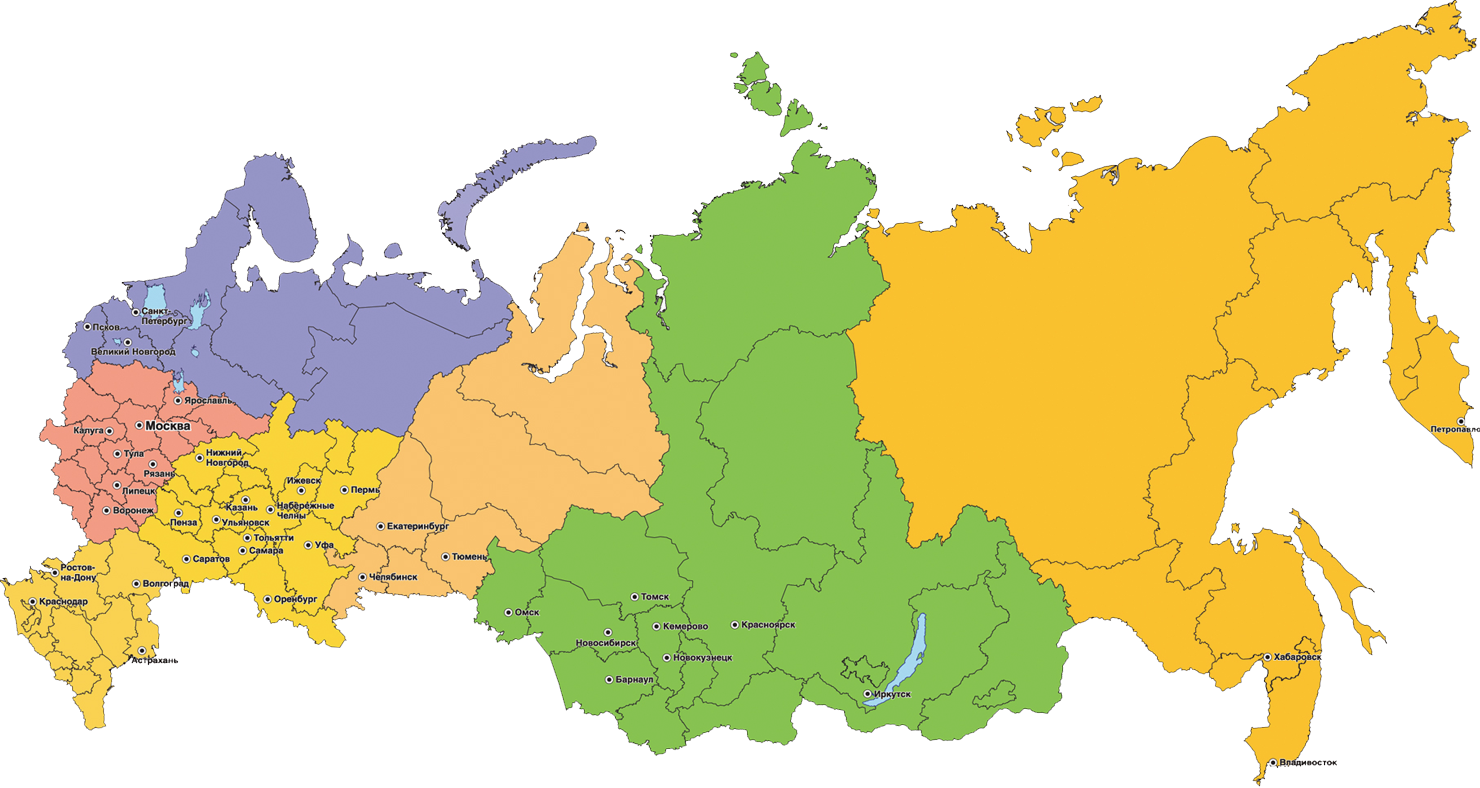 Санкт-
Петербург
Псков
Великий Новгород
Ярославль
Москва
Калуга
Тула
Рязань
Липецк
Воронеж
Нижний
Новгород
Ижевск
Пермь
Казань
Набережные
Челны
Пенза
Ульяновск
Тольятти
Самара
Уфа
Саратов
Оренбург
Екатеринбург
Тюмень
Челябинск
Ростов-
на-Дону
Волгоград
Краснодар
Астрахань
Омск
Томск
Новосибирск
Кемерово
Красноярск
Новокузнецк
Барнаул
Иркутск
Петропавло
Хабаровск
Владивосток